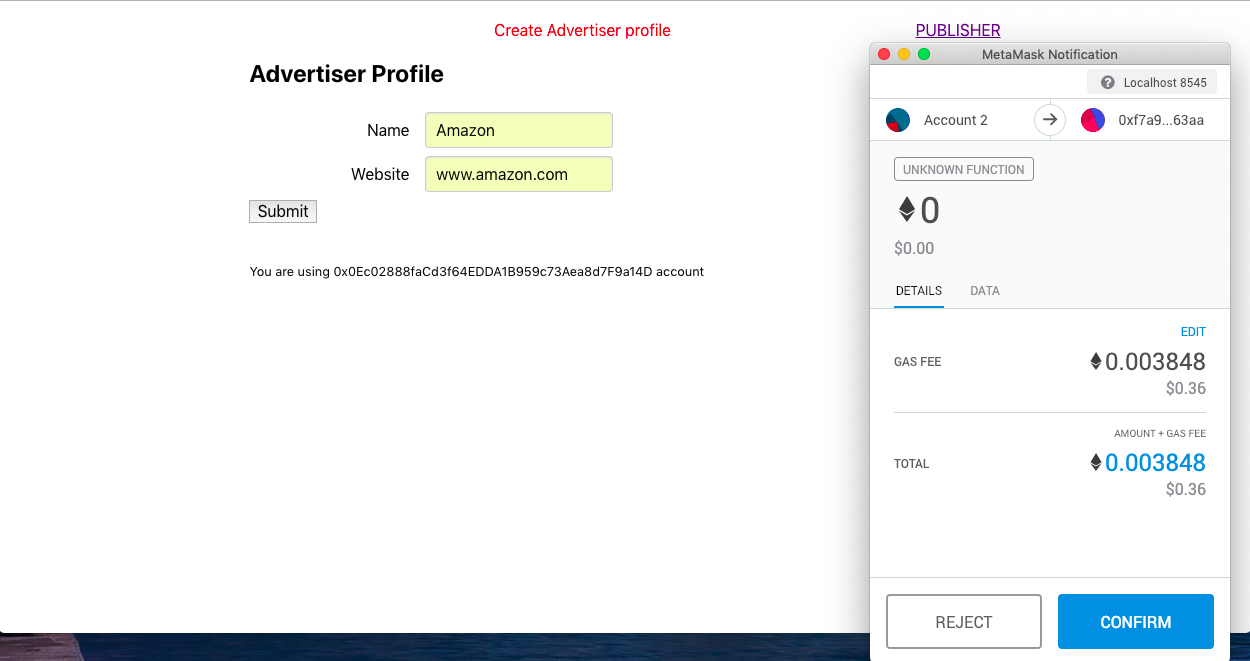 Create Advertiser profile
PUBLISHER
Advertiser Profile
Name Amazon
Website www.amazon.com
Submit
You are using 0x0Ec02888faCd3f64EDDA1B959c73Aea8d7F9a14D account
MetaMask Notification
? Localhost 8545
Account 2 → 0xf7a9...63aa
UNKNOWN FUNCTION
0
$0.00
DETAILS DATA
EDIT
GAS FEE 0.003848
$0.36
AMOUNT + GAS FEE
TOTAL 0.003848
$0.36
REJECT CONFIRM